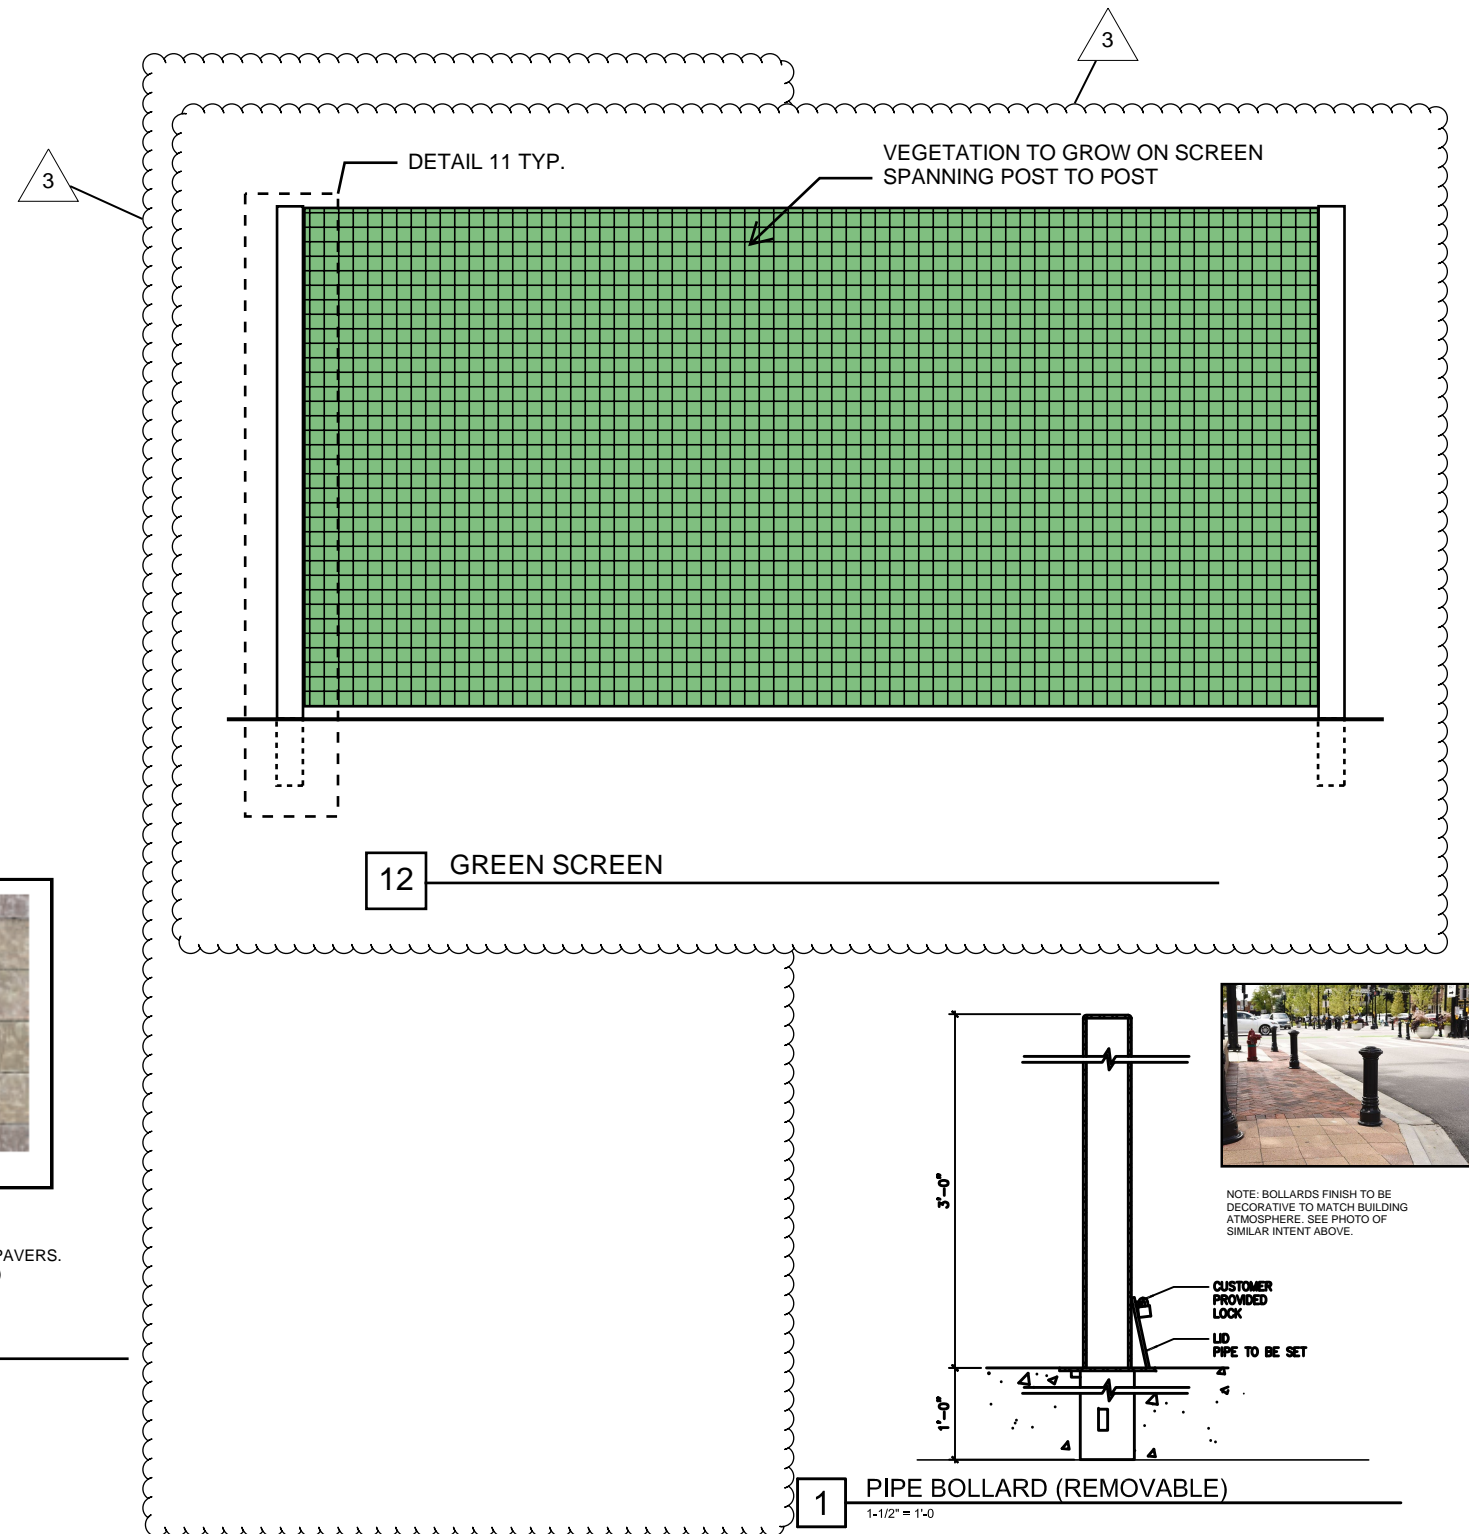 3
3
DETAIL 11 TYP.
VEGETATION TO GROW ON SCREEN
SPANNING POST TO POST
12
GREEN SCREEN
PAVERS.
)
3'-0"
1'-0"
NOTE: BOLLARDS FINISH TO BE
DECORATIVE TO MATCH BUILDING
ATMOSPHERE. SEE PHOTO OF
SIMILAR INTENT ABOVE.
CUSTOMER
PROVIDED
LOCK
LID
PIPE TO BE SET
1
PIPE BOLLARD (REMOVABLE)
1-1/2" = 1'-0